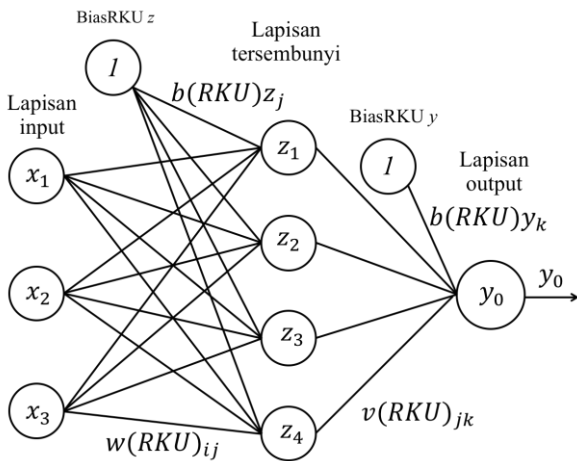 BiasRKU z
1
Lapisan
tersembunyi
b(RKU)z_j
Lapisan
input
BiasRKU y
1
Lapisan
output
b(RKU)y_k
x_1
x_2
x_3
z_1
z_2
z_3
z_4
y_0
y_0
w(RKU)_ij
v(RKU)_jk